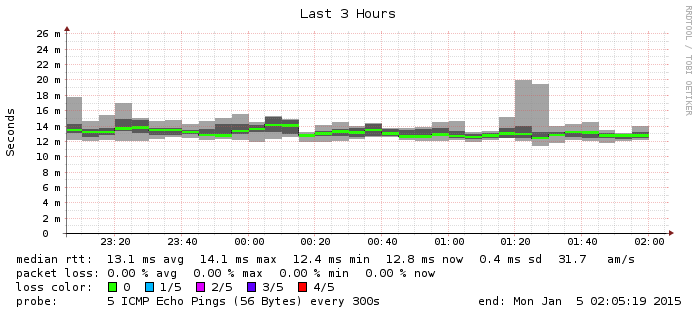 Last 3 Hours
RRDTOOL / TOBI OETIKER
Seconds
26 m
24 m
22 m
20 m
18 m
16 m
14 m
12 m
10 m
8 m
6 m
4 m
2 m
0
23:20 23:40 00:00 00:20 00:40 01:00 01:20 01:40 02:00
median rtt: 13.1 ms avg 14.1 ms max 12.4 ms min 12.8 ms now 0.4 ms sd 31.7 am/s
packet loss: 0.00 % avg 0.00 % max 0.00 % min 0.00 % now
loss color: 0 1/5 2/5 3/5 4/5
probe: 5 ICMP Echo Pings (56 Bytes) every 300s end: Mon Jan 5 02:05:19 2015